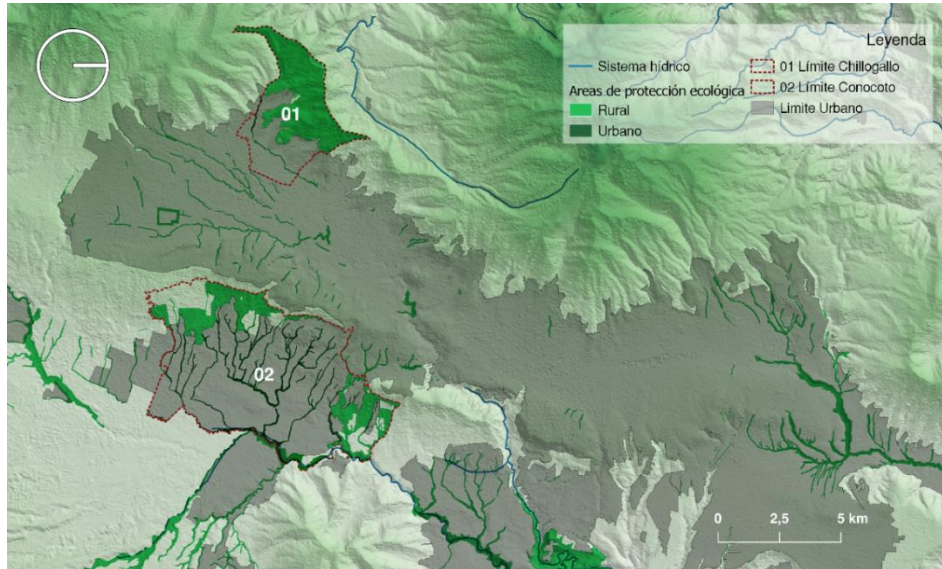 Leyenda
Sistema hídrico
Areas de protección ecológica
Rural
Urbano
01 Límite Chillogallo
02 Límite Conocoto
Limite Urbano
01
02
0 2,5 5 km